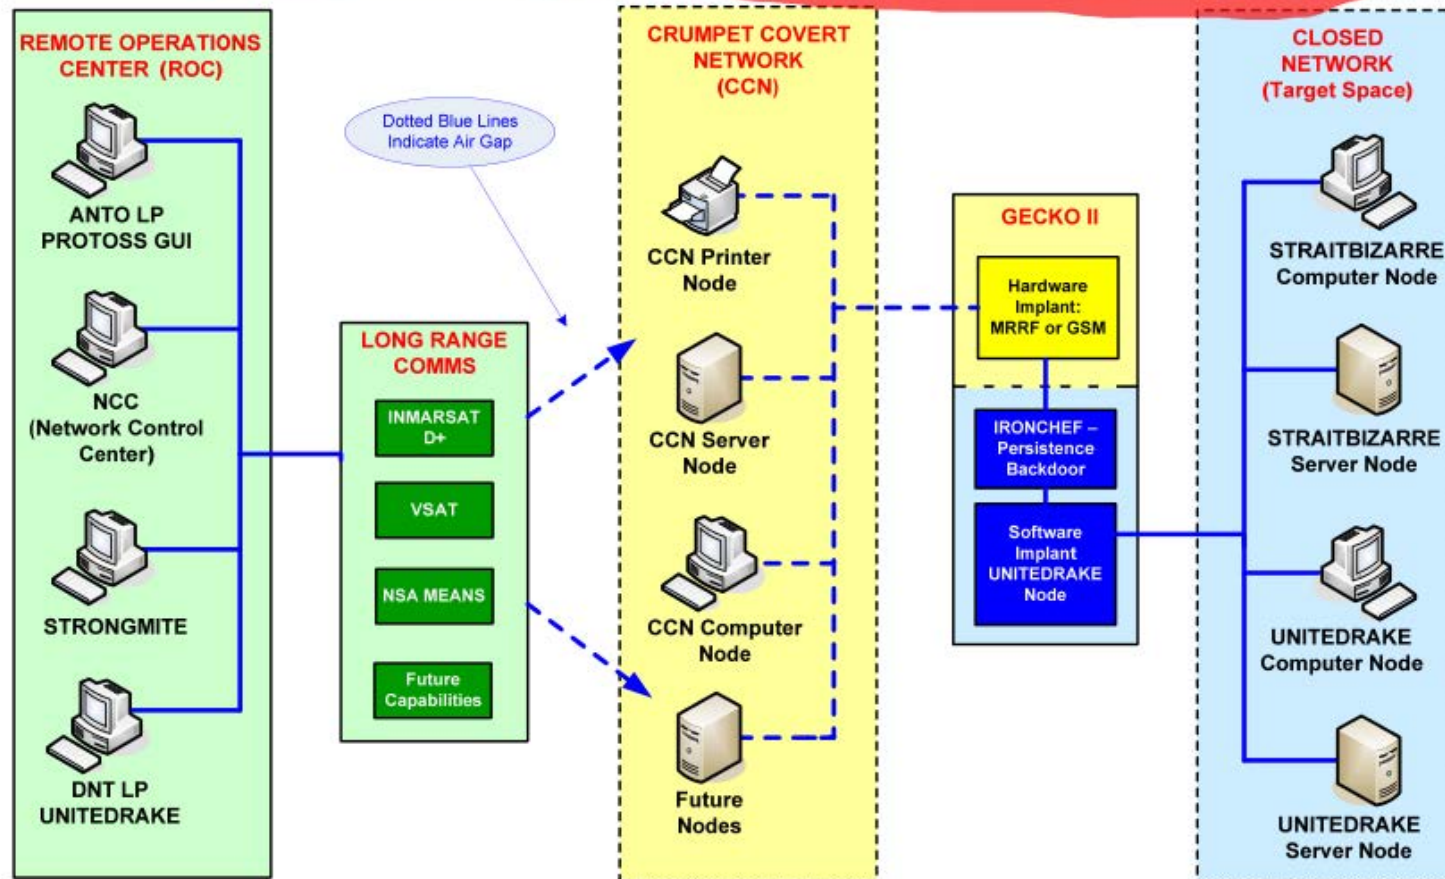 REMOTE OPERATIONS
CENTER (ROC)
ANTO LP
PROTOSS GUI
NCC
(Network Control
Center)
STRONGMITE
DNT LP
UNITEDRAKE
Dotted Blue Lines
Indicate Air Gap
LONG RANGE
COMMS
INMARSAT
D+
VSAT
NSA MEANS
Future
Capabilities
CRUMPET COVERT
NETWORK
(CCN)
CCN Printer
Node
CCN Server
Node
CCN Computer
Node
Future
Nodes
GECKO II
Hardware
Implant:
MRRF or GSM
IRONCHEF –
Persistence
Backdoor
Software
Implant
UNITEDRAKE
Node
CLOSED
NETWORK
(Target Space)
STRAITBIZARRE
Computer Node
STRAITBIZARRE
Server Node
UNITEDRAKE
Computer Node
UNITEDRAKE
Server Node